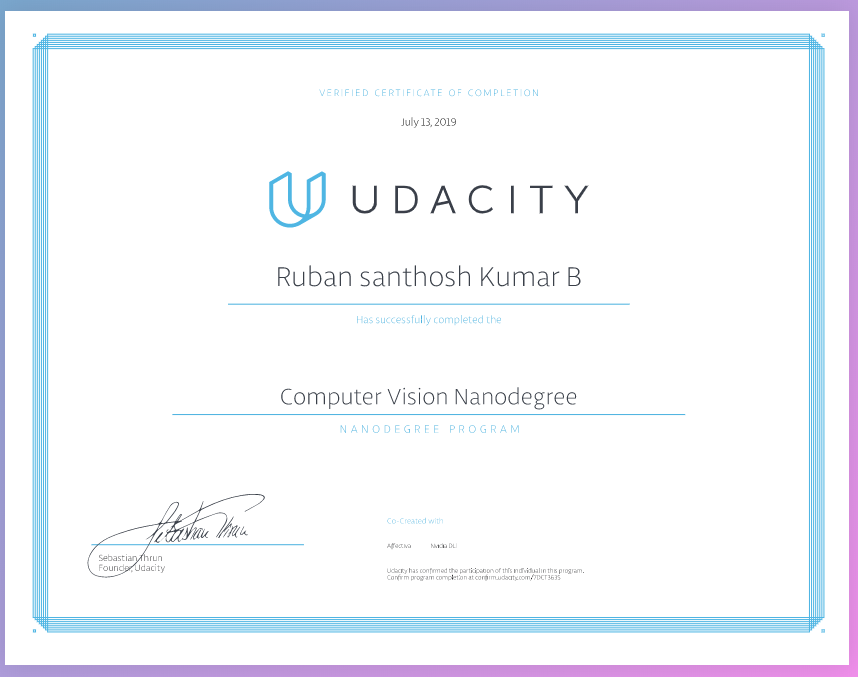 VERIFIED CERTIFICATE OF COMPLETION
July 13, 2019
UDACITY
Ruban santhosh Kumar B
Has successfully completed the
Computer Vision Nanodegree
NANODEGREE PROGRAM
Sebastian Thrun
Co-Created with
Sebastian Thrun
Founder, Udacity
Affectiva Nvidia DLI
Udacity has confirmed the participation of this individual in this program.
Confirm program completion at confirm.udacity.com/